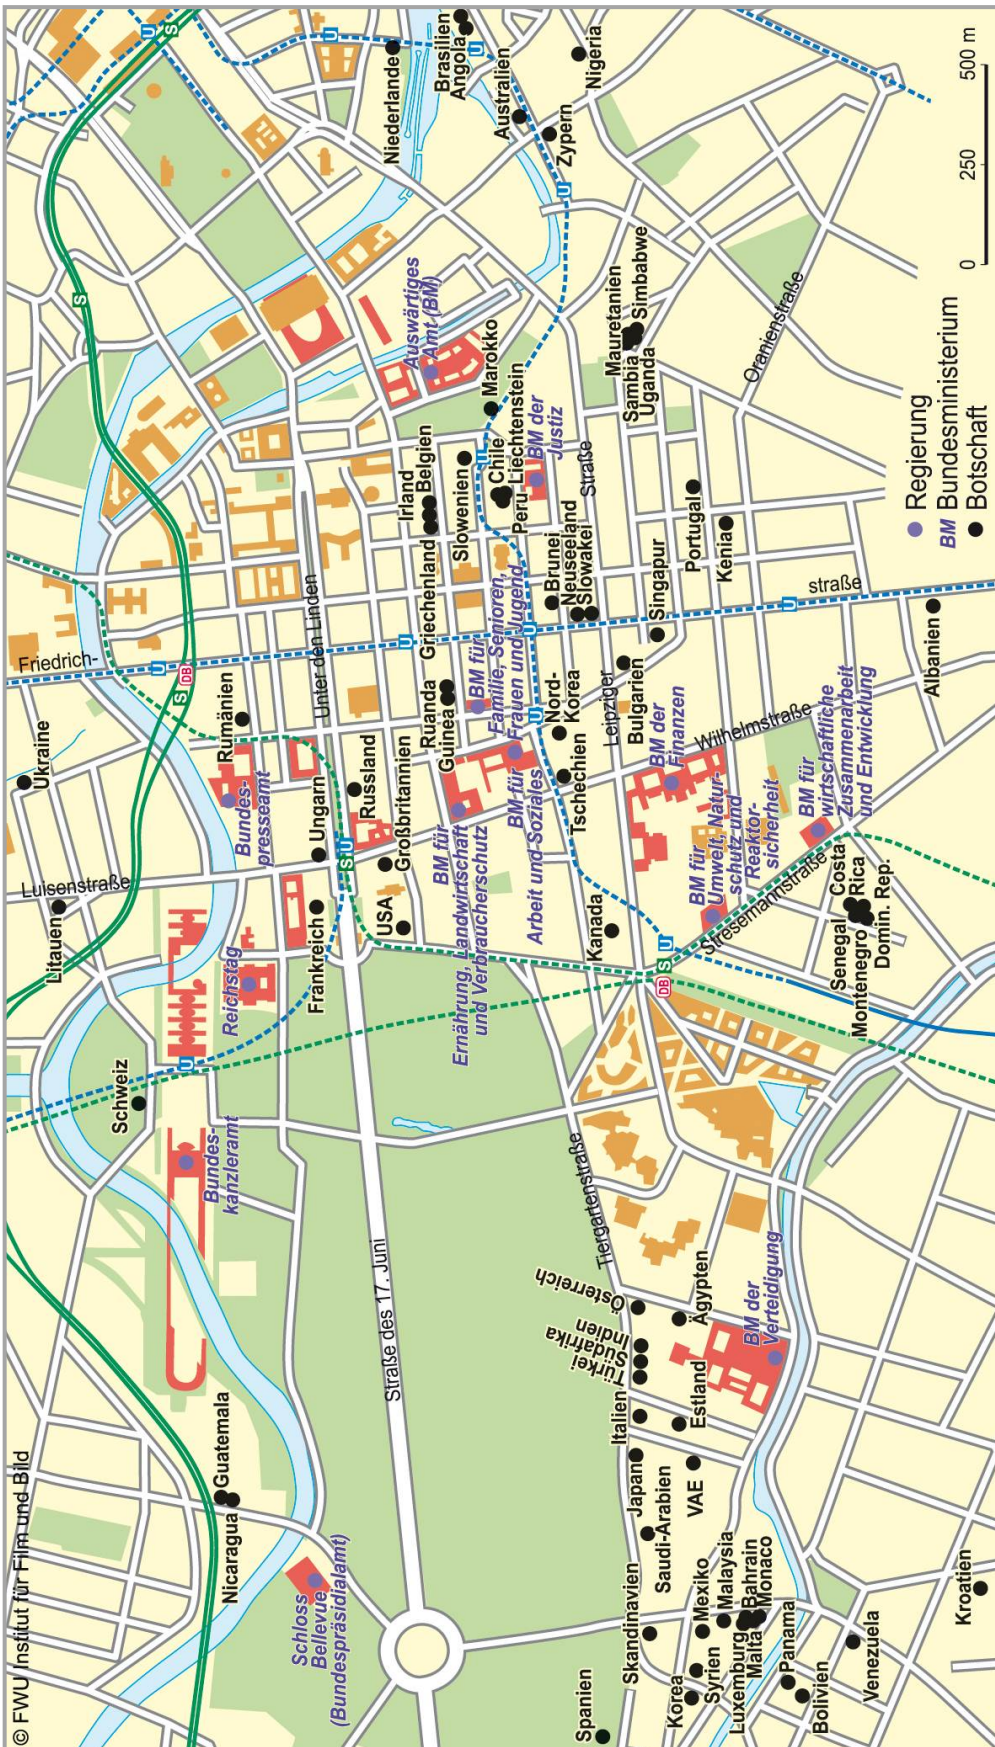 © FWU Institut für Film und Bild
Guatemala
Nicaragua
Schloss
Bellevue
(Bundespräsidialamt)
Schweiz
Bundes-
kanzleramt
Litauen
Luisenstraße
Reichstag
Frankreich
Ukraine
Rumänien
Bundes-
presseamt
Ungarn
Friedrich-
Unter den Linden
Straße des 17. Juni
USA
Großbritannien
Russland
Ruanda
Guinea
Griechenland
Irland
Belgien
Slowenien
Auswärtiges
Amt (BM)
Marokko
Niederlande
Brasilien
Angola
Australien
Zypern
Nigeria
BM für
Ernährung, Landwirtschaft
und Verbraucherschutz
BM für
Arbeit und Soziales
BM für
Familie, Senioren,
Frauen und Jugend
Chile
Peru
Liechtenstein
BM der
Justiz
Brunei
Neuseeland
Slowakei
Nord-
Korea
Tschechien
Leipziger
Straße
Bulgarien
Singapur
Portugal
Kenia
Mauretanien
Simbabwe
Sambia
Uganda
Oranienstraße
Kanada
BM der
Finanzen
Wilhelmstraße
straße
BM für
Umwelt, Natur-
schutz und
Reaktor-
sicherheit
Stresemannstraße
BM für
wirtschaftliche
Zusammenarbeit
und Entwicklung
Albanien
Senegal
Costa-
Rica
Montenegro
Domin. Rep.
Tiergartenstraße
Österreich
Indien
Südafrika
Türkei
Italien
Ägypten
Estland
BM der
Verteidigung
Japan
Saudi-Arabien
VAE
Skandinavien
Spanien
Korea
Syrien
Mexiko
Malaysia
Luxemburg
Bahrain
Malta
Monaco
Panama
Bolivien
Venezuela
Kroatien
S
U
S
U
S
U
S
DB
U
U
S
U
U
U
U
U
U
U
DB
S
U
U
Regierung
BM Bundesministerium
Botschaft
0 250 500 m